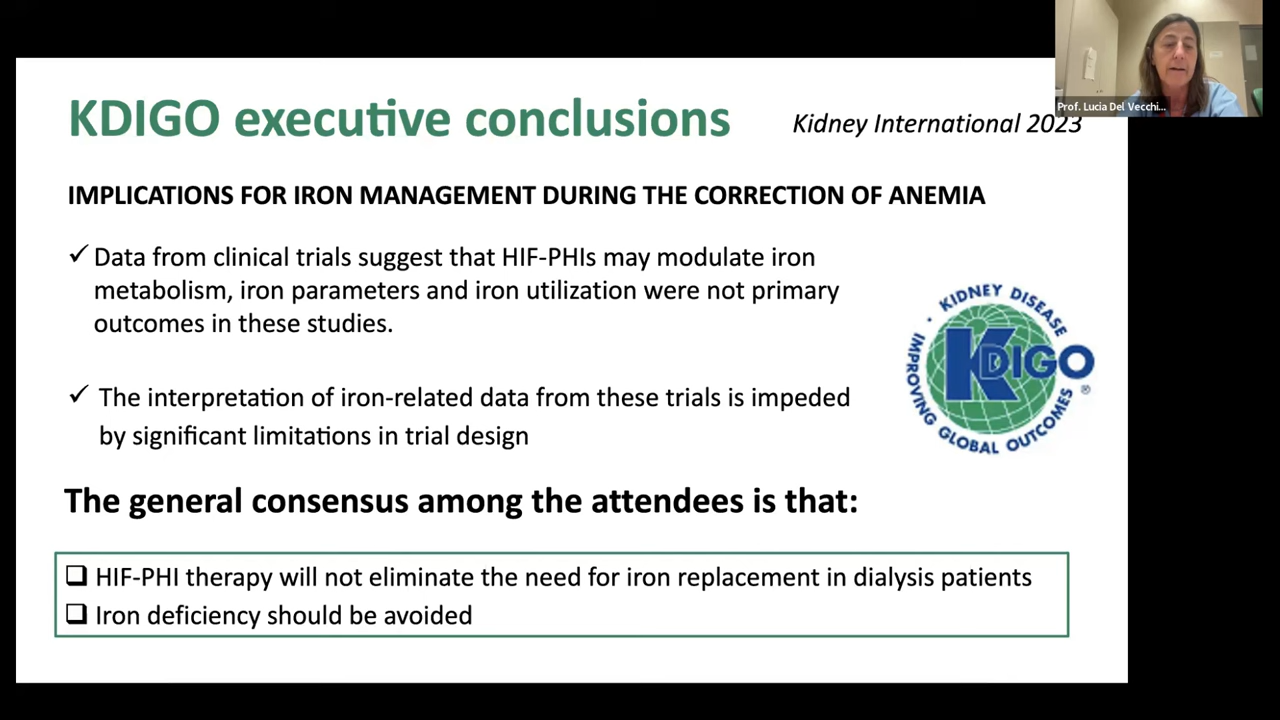 Prof. Lucia Del Vecchi...
KDIGO executive conclusions
Kidney International 2023
IMPLICATIONS FOR IRON MANAGEMENT DURING THE CORRECTION OF ANEMIA
✓ Data from clinical trials suggest that HIF-PHIs may modulate iron
metabolism, iron parameters and iron utilization were not primary
outcomes in these studies.
✓ The interpretation of iron-related data from these trials is impeded
by significant limitations in trial design
KIDNEY DISEASE
KDIGO
®
IMPROVING GLOBAL OUTCOMES
The general consensus among the attendees is that:
❑ HIF-PHI therapy will not eliminate the need for iron replacement in dialysis patients
❑ Iron deficiency should be avoided